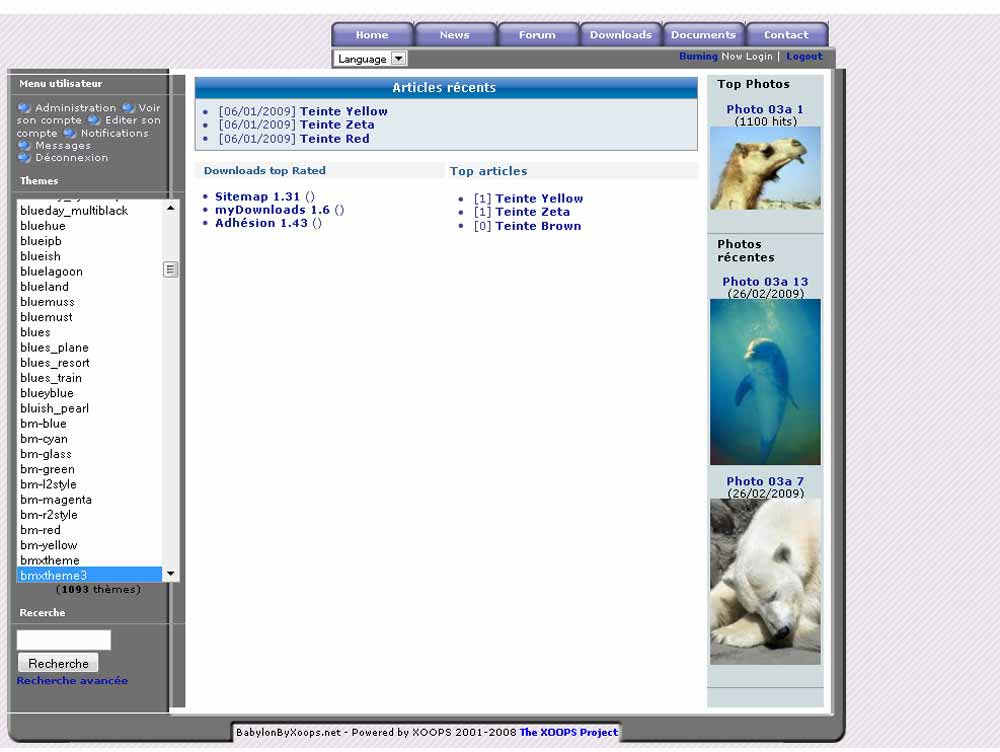 Home News Forum Downloads Documents Contact
Language Burning Now Login | Logout
Menu utilisateur
Administration Voir
son compte Editer son
compte Notifications
Messages
Déconnexion
Themes
blueday_multiblack
bluehue
blueipb
blueish
bluelagoon
blueland
bluemuss
bluemust
blues
blues_plane
blues_resort
blues_train
blueyblue
bluish_pearl
bm-blue
bm-cyan
bm-glass
bm-green
bm-l2style
bm-magenta
bm-r2style
bm-red
bm-yellow
bmxtheme
bmxtheme3
(1093 thèmes)
Recerche
Recherche
Recherche avancée
Articles récents
[06/01/2009] Teinte Yellow
[06/01/2009] Teinte Zeta
[06/01/2009] Teinte Red
Downloads top Rated
Sitemap 1.31 ()
myDownloads 1.6 ()
Adhésion 1.43 ()
Top articles
[1] Teinte Yellow
[1] Teinte Zeta
[0] Teinte Brown
Top Photos
Photo 03a 1
(1100 hits)
Photos
récentes
Photo 03a 13
(26/02/2009)
Photo 03a 7
(26/02/2009)
BabylonByXoops.net - Powered by XOOPS 2001-2008 The XOOPS Project